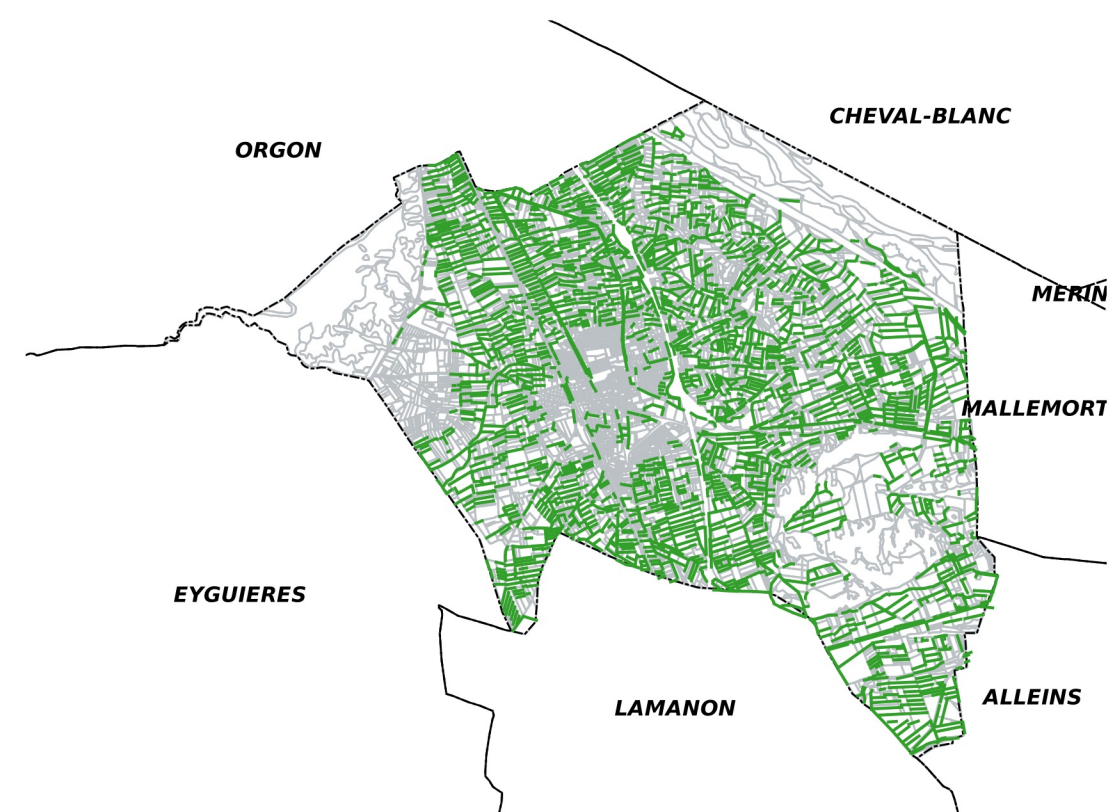 CHEVAL-BLANC
ORGON
MERIN
MALLEMORT
EYGUIERES
ALLEINS
LAMANON